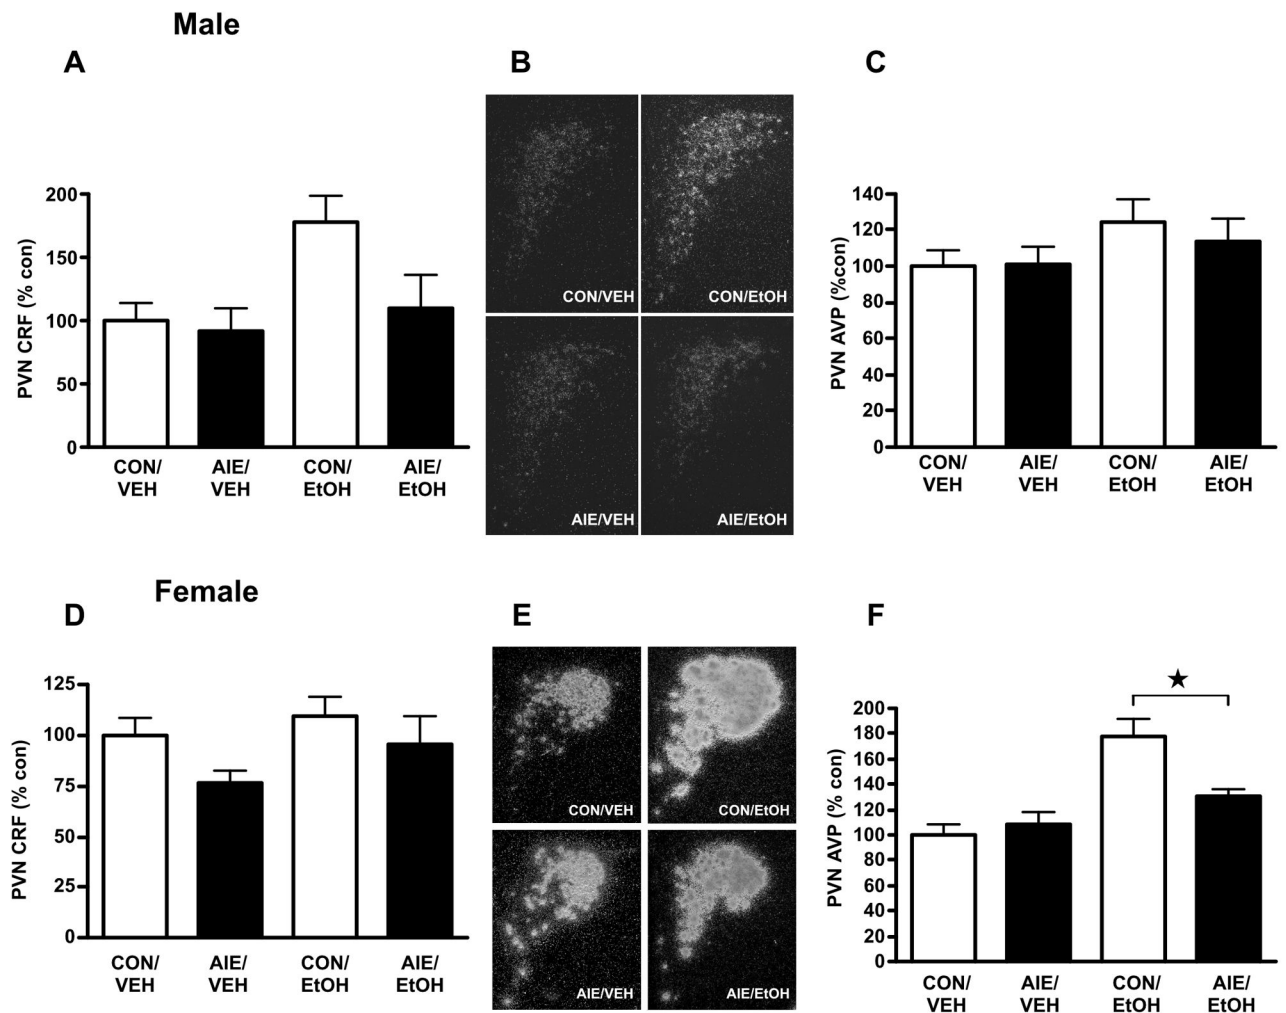 Male
A
B
C
PVN CRF (% con)
200
150
100
50
0
CON/
VEH
AIE/
VEH
CON/
EtOH
AIE/
EtOH
CON/VEH
CON/EtOH
AIE/VEH
AIE/EtOH
PVN AVP (%con)
140
120
100
80
60
40
20
0
CON/
VEH
AIE/
VEH
CON/
EtOH
AIE/
EtOH
Female
D
E
F
PVN CRF (% con)
125
100
75
50
25
0
CON/
VEH
AIE/
VEH
CON/
EtOH
AIE/
EtOH
CON/VEH
CON/EtOH
AIE/VEH
AIE/EtOH
PVN AVP (% con)
200
180
160
140
120
100
80
60
40
20
0
CON/
VEH
AIE/
VEH
CON/
EtOH
AIE/
EtOH